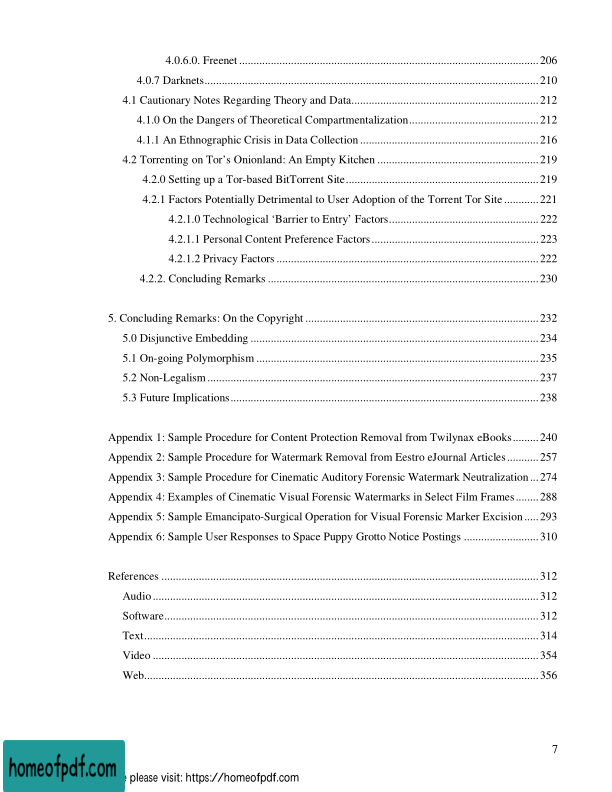 4.0.6.0. Freenet ........................................................................................................ 206
4.0.7 Darknets.................................................................................................................... 210
4.1 Cautionary Notes Regarding Theory and Data................................................................. 212
4.1.0 On the Dangers of Theoretical Compartmentalization............................................. 212
4.1.1 An Ethnographic Crisis in Data Collection .............................................................. 216
4.2 Torrenting on Tor’s Onionland: An Empty Kitchen ........................................................ 219
4.2.0 Setting up a Tor-based BitTorrent Site................................................................... 219
4.2.1 Factors Potentially Detrimental to User Adoption of the Torrent Tor Site ............ 221
4.2.1.0 Technological ‘Barrier to Entry’ Factors.................................................... 222
4.2.1.1 Personal Content Preference Factors.......................................................... 223
4.2.1.2 Privacy Factors ........................................................................................... 222
4.2.2. Concluding Remarks .............................................................................................. 230
5. Concluding Remarks: On the Copyright ................................................................................. 232
5.0 Disjunctive Embedding .................................................................................................... 234
5.1 On-going Polymorphism .................................................................................................. 235
5.2 Non-Legalism................................................................................................................... 237
5.3 Future Implications........................................................................................................... 238
Appendix 1: Sample Procedure for Content Protection Removal from Twilynax eBooks......... 240
Appendix 2: Sample Procedure for Watermark Removal from Eestro eJournal Articles ........... 257
Appendix 3: Sample Procedure for Cinematic Auditory Forensic Watermark Neutralization ... 274
Appendix 4: Examples of Cinematic Visual Forensic Watermarks in Select Film Frames........ 288
Appendix 5: Sample Emancipato-Surgical Operation for Visual Forensic Marker Excision ..... 293
Appendix 6: Sample User Responses to Space Puppy Grotto Notice Postings .......................... 310
References .................................................................................................................................. 312
Audio ..................................................................................................................................... 312
Software................................................................................................................................. 312
Text........................................................................................................................................ 314
Video ..................................................................................................................................... 354
Web........................................................................................................................................ 356
7
homeofpdf.com
please visit: https://homeofpdf.com